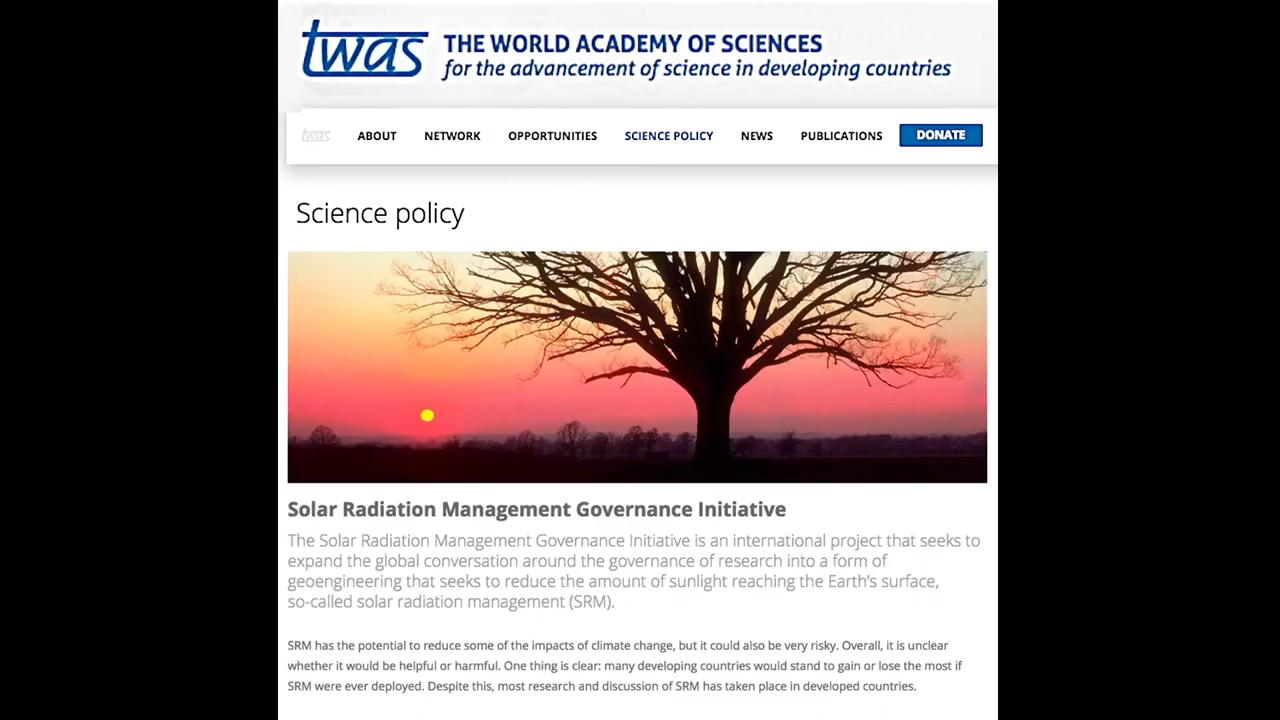 twas THE WORLD ACADEMY OF SCIENCES
for the advancement of science in developing countries
twas ABOUT NETWORK OPPORTUNITIES SCIENCE POLICY NEWS PUBLICATIONS DONATE
Science policy
Solar Radiation Management Governance Initiative
The Solar Radiation Management Governance Initiative is an international project that seeks to
expand the global conversation around the governance of research into a form of
geoengineering that seeks to reduce the amount of sunlight reaching the Earth’s surface,
so-called solar radiation management (SRM).
SRM has the potential to reduce some of the impacts of climate change, but it could also be very risky. Overall, it is unclear
whether it would be helpful or harmful. One thing is clear: many developing countries would stand to gain or lose the most if
SRM were ever deployed. Despite this, most research and discussion of SRM has taken place in developed countries.